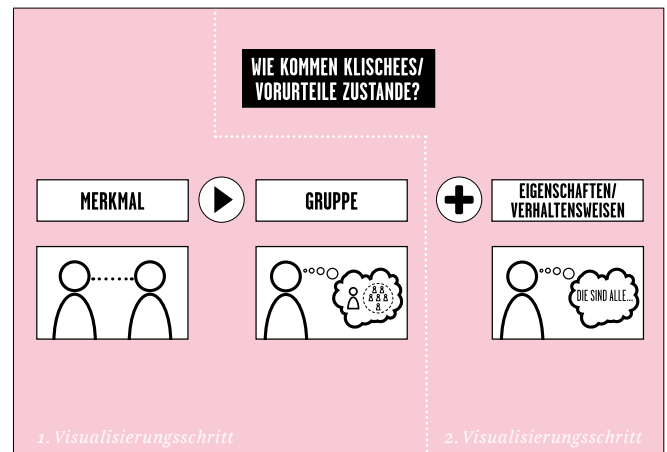 WIE KOMMEN KLISCHEES/
VORURTEILE ZUSTANDE?
MERKMAL
GRUPPE
EIGENSCHAFTEN/
VERHALTENSWEISEN
DIE SIND ALLE...
1. Visualisierungsschritt
2. Visualisierungsschritt